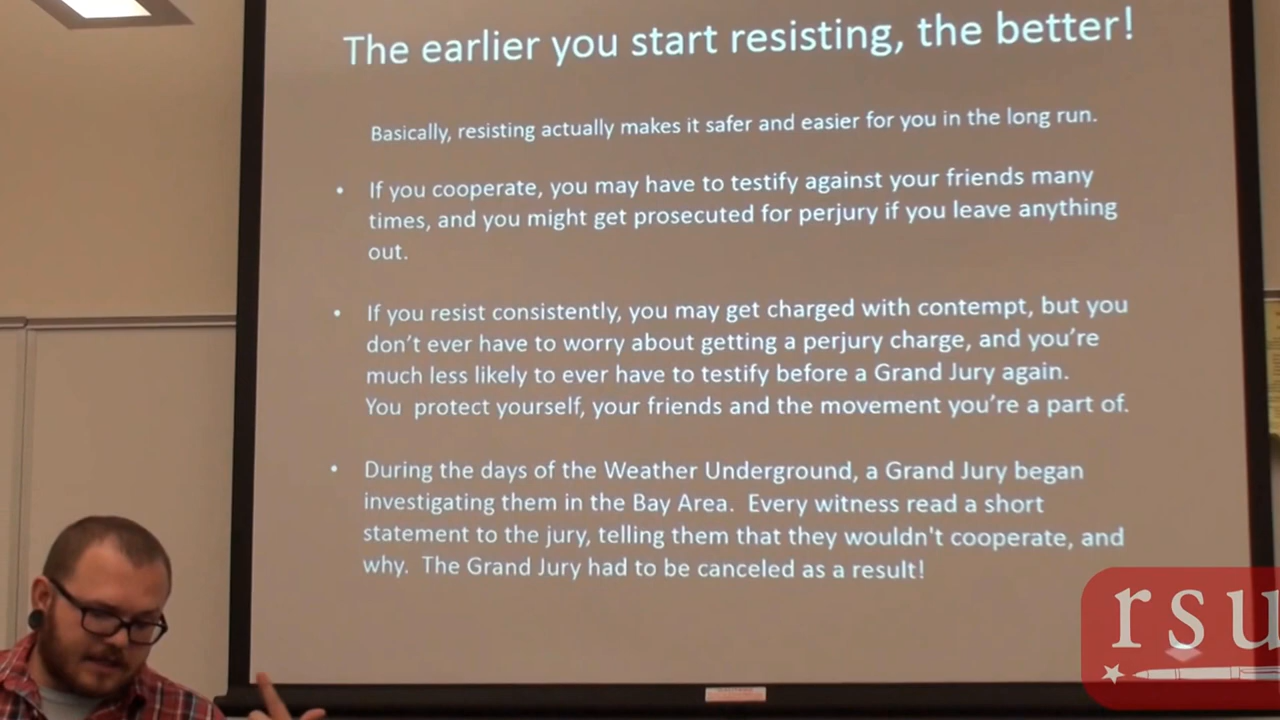 The earlier you start resisting, the better!
Basically, resisting actually makes it safer and easier for you in the long run.
• If you cooperate, you may have to testify against your friends many
times, and you might get prosecuted for perjury if you leave anything
out.
• If you resist consistently, you may get charged with contempt, but you
don't ever have to worry about getting a perjury charge, and you're
much less likely to ever have to testify before a Grand Jury again.
You protect yourself, your friends and the movement you're a part of.
• During the days of the Weather Underground, a Grand Jury began
investigating them in the Bay Area. Every witness read a short
statement to the jury, telling them that they wouldn't cooperate, and
why. The Grand Jury had to be canceled as a result!
rsu